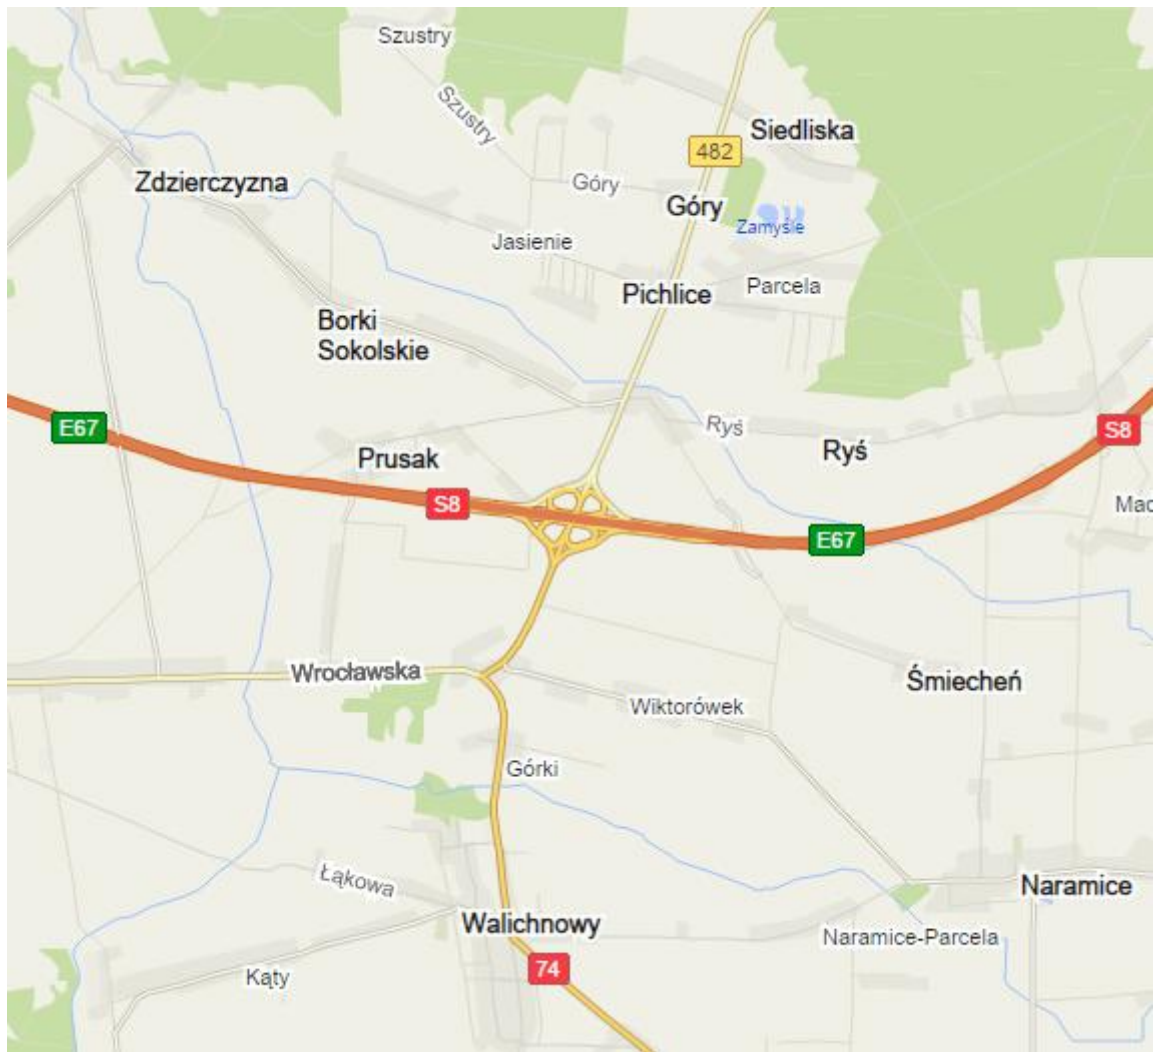 Szustry
Szustry
Siedliska
482
Zdzierczyzna
Góry
Góry
Zamyśle
Jasienie
Pichlice
Parcela
Borki
Sokolskie
E67
Ryś
S8
Prusak
Ryś
S8
Mac
E67
Wrocławska
Śmiecheń
Wiktorówek
Górki
Łąkowa
Naramice
Walichnowy
Naramice-Parcela
74
Kąty